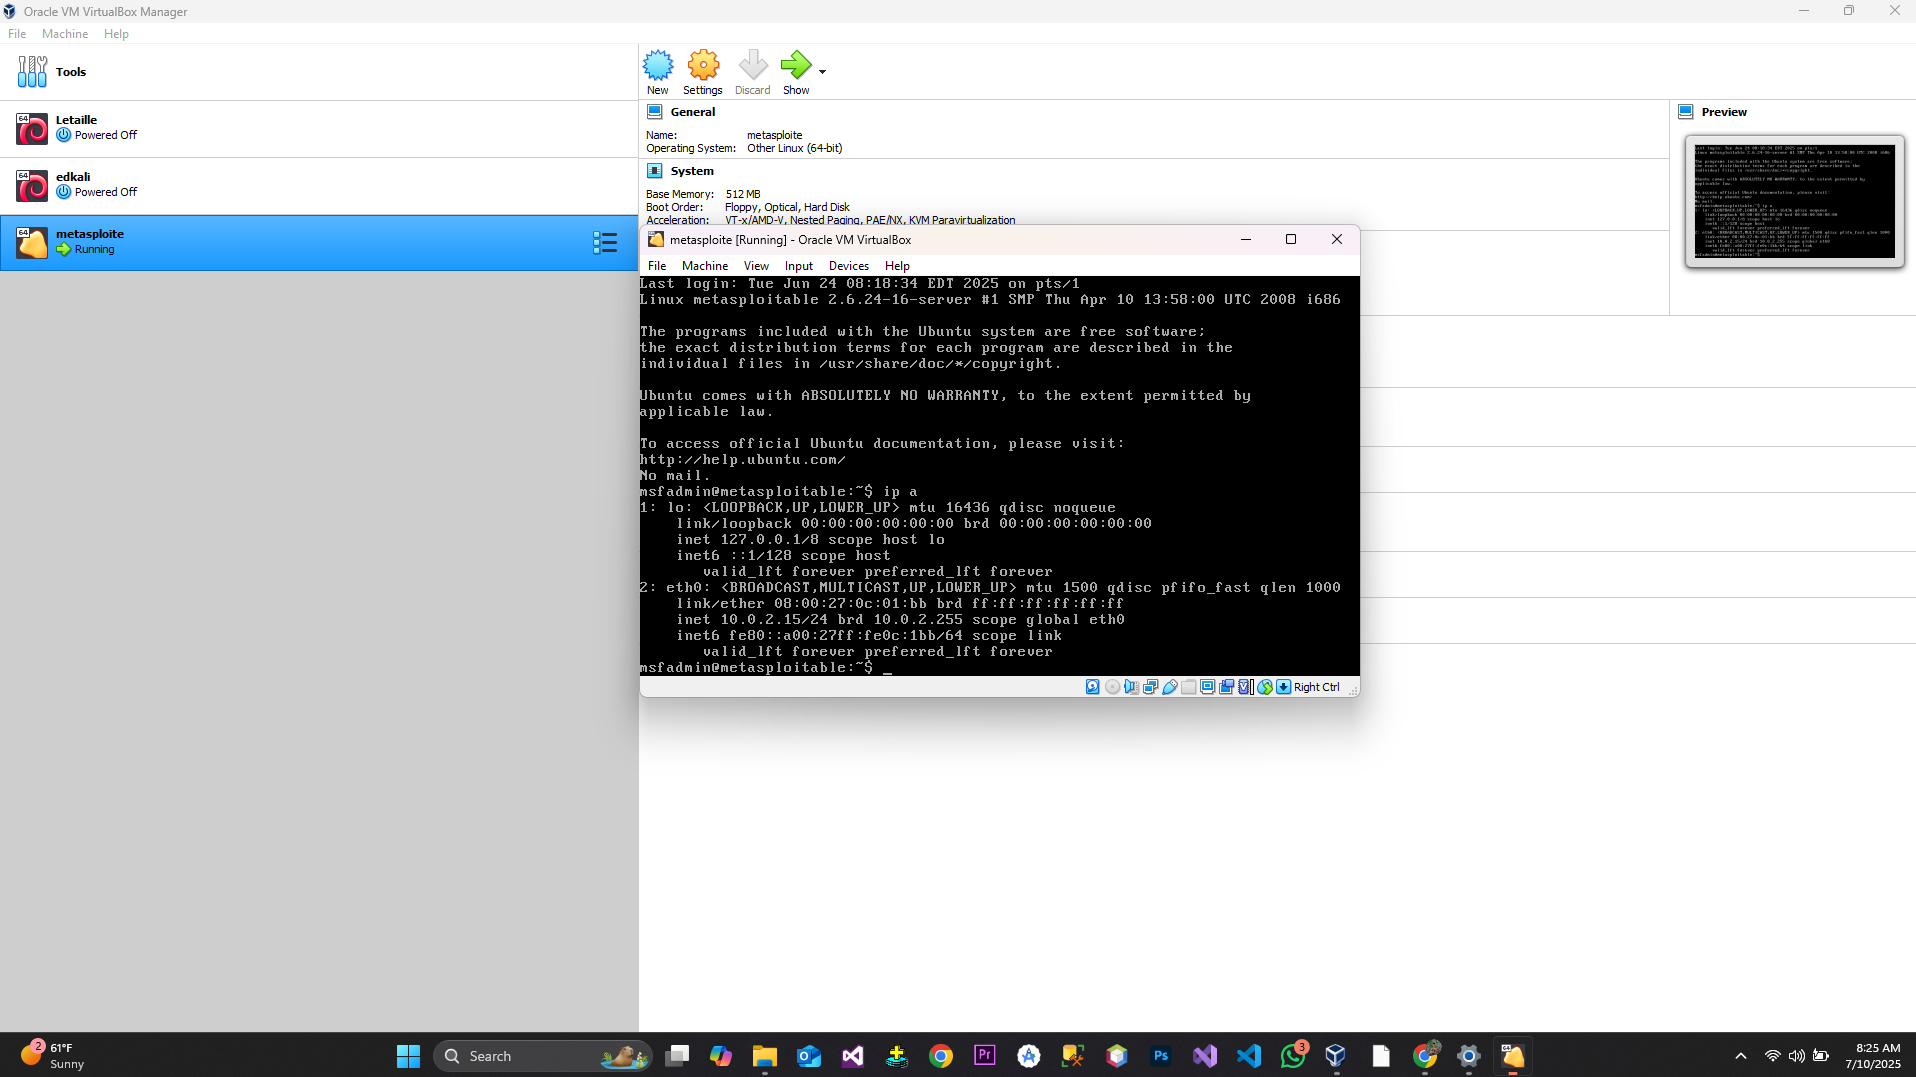 Oracle VM VirtualBox Manager
File Machine Help
Tools
New Settings Discard Show
64
Letaille
Powered Off
64
edkali
Powered Off
64
metasploite
Running
General
Name: metasploite
Operating System: Other Linux (64-bit)
System
Base Memory: 512 MB
Boot Order: Floppy, Optical, Hard Disk
Acceleration: VT-x/AMD-V, Nested Paging, PAE/NX, KVM Paravirtualization
Preview
metasploite [Running] - Oracle VM VirtualBox
File Machine View Input Devices Help
Last login: Tue Jun 24 08:18:34 EDT 2025 on pts/1
Linux metasploitable 2.6.24-16-server #1 SMP Thu Apr 10 13:58:00 UTC 2008 i686
The programs included with the Ubuntu system are free software;
the exact distribution terms for each program are described in the
individual files in /usr/share/doc/*/copyright.
Ubuntu comes with ABSOLUTELY NO WARRANTY, to the extent permitted by
applicable law.
To access official Ubuntu documentation, please visit:
http://help.ubuntu.com/
No mail.
msfadmin@metasploitable:~$ ip a
1: lo: <LOOPBACK,UP,LOWER_UP> mtu 16436 qdisc noqueue
link/loopback 00:00:00:00:00:00 brd 00:00:00:00:00:00
inet 127.0.0.1/8 scope host lo
inet6 ::1/128 scope host
valid_lft forever preferred_lft forever
2: eth0: <BROADCAST,MULTICAST,UP,LOWER_UP> mtu 1500 qdisc pfifo_fast qlen 1000
link/ether 08:00:27:0c:01:bb brd ff:ff:ff:ff:ff:ff
inet 10.0.2.15/24 brd 10.0.2.255 scope global eth0
inet6 fe80::a00:27ff:fe0c:1bb/64 scope link
valid_lft forever preferred_lft forever
msfadmin@metasploitable:~$ _
Right Ctrl
2
61°F
Sunny
Search
Pr
Ps
3
8:25 AM
7/10/2025